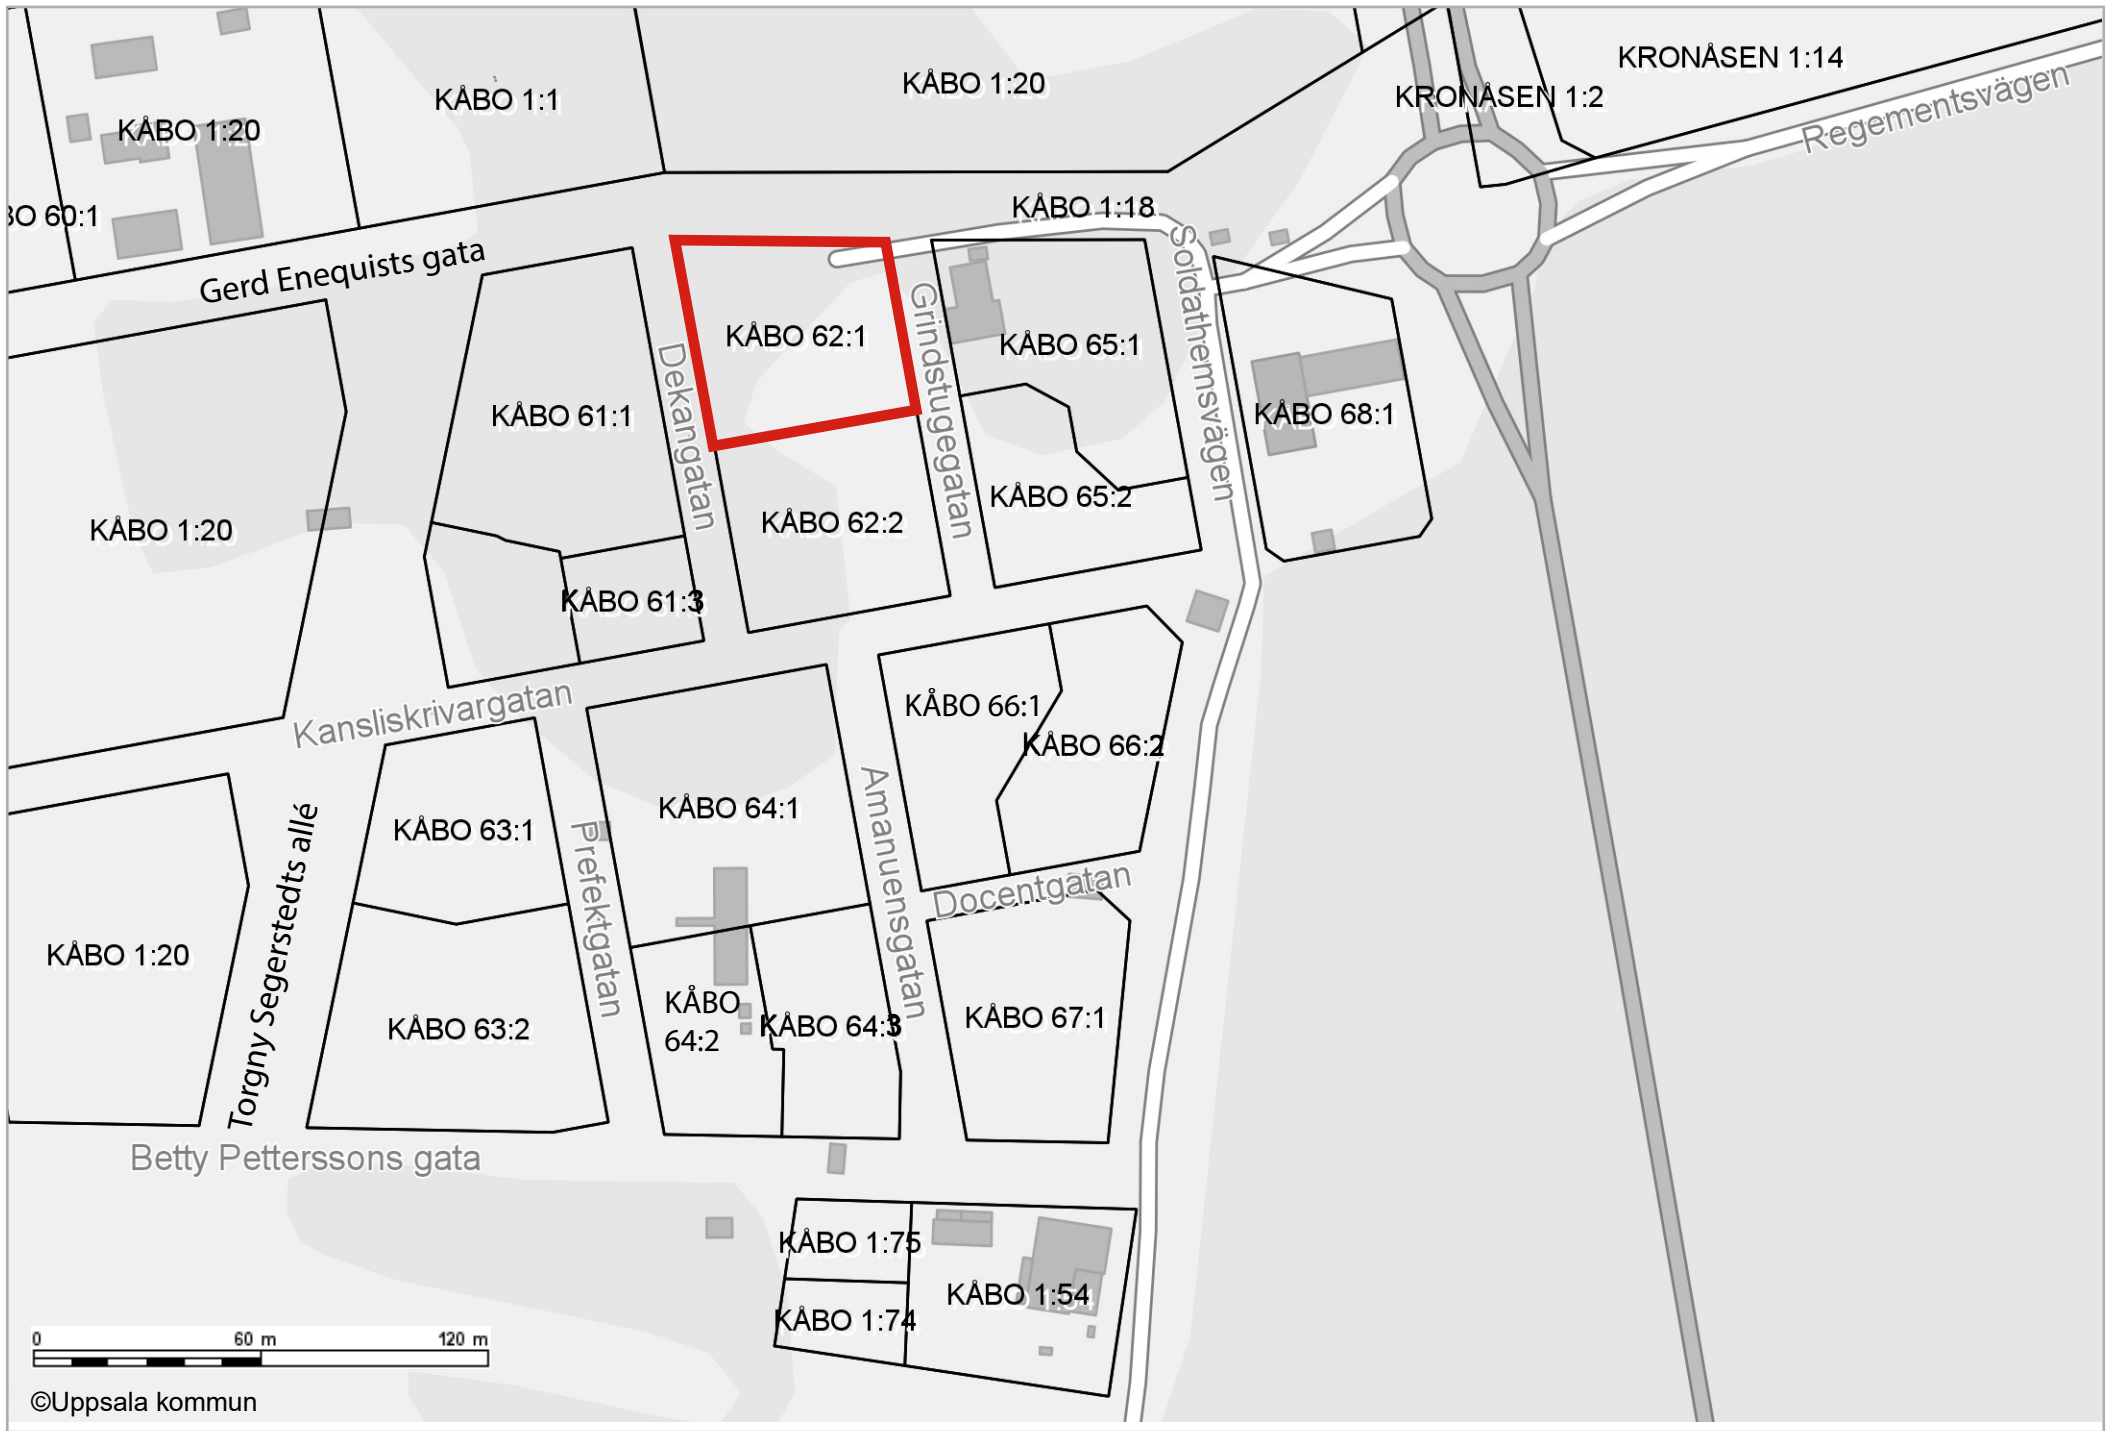 KRONÅSEN 1:14
KÅBO 1:20
KÅBO 1:1
KRONÅSEN 1:2
Regementsvägen
KÅBO 1:20
BO 60:1
KÅBO 1:18
Gerd Enequists gata
Soldathemsvägen
KÅBO 62:1
Grindstugegatan
KÅBO 65:1
Dekangatan
KÅBO 61:1
KÅBO 68:1
KÅBO 65:2
KÅBO 62:2
KÅBO 1:20
KÅBO 61:3
Kansliskrivargatan
KÅBO 66:1
KÅBO 66:2
KÅBO 64:1
Amanuensgatan
KÅBO 63:1
Prefektgatan
Torgny Segerstedts allé
Docentgatan
KÅBO 1:20
KÅBO
64:2
KÅBO 64:3
KÅBO 67:1
KÅBO 63:2
Betty Petterssons gata
KÅBO 1:75
KÅBO 1:54
KÅBO 1:74
0 60 m 120 m
©Uppsala kommun